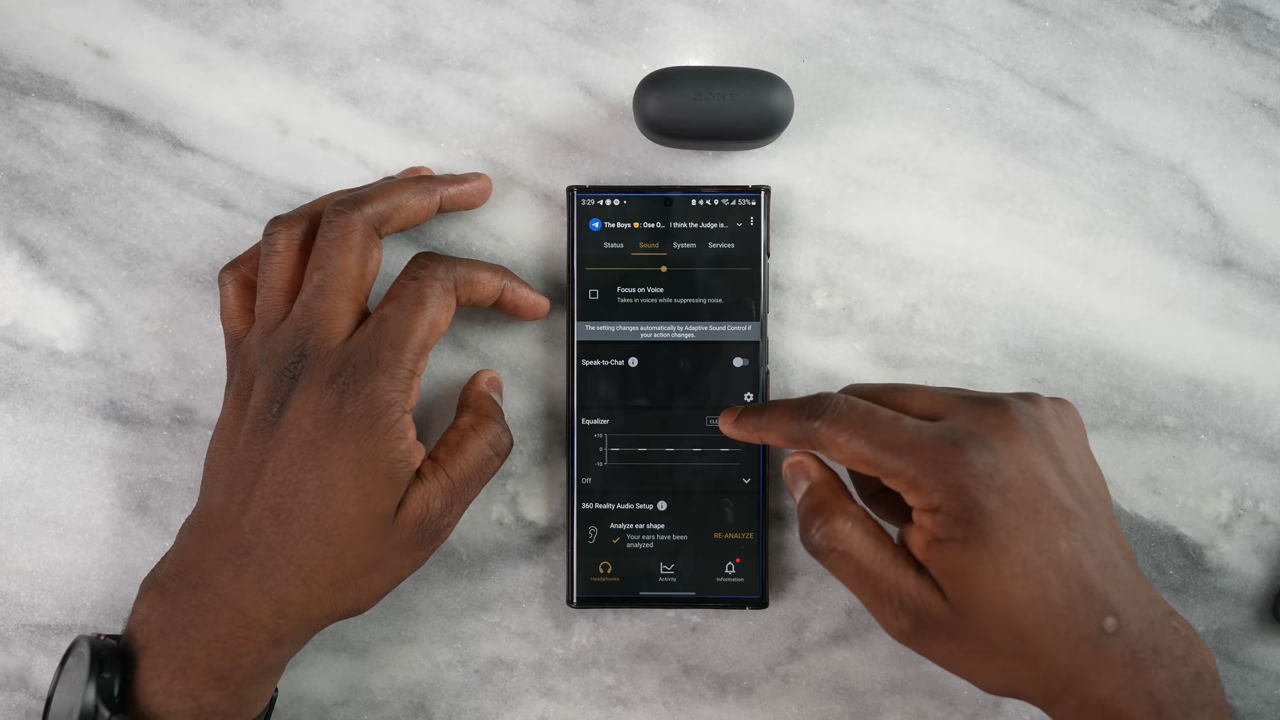 SONY
3:29
53%
The Boys ✊: Ose O... I think the Judge is...
Status Sound System Services
Focus on Voice
Takes in voices while suppressing noise.
The setting changes automatically by Adaptive Sound Control if
your action changes.
Speak-to-Chat
Equalizer
+10
0
-10
Off
360 Reality Audio Setup
Analyze ear shape
Your ears have been
analyzed
RE-ANALYZE
Headphones Activity Information